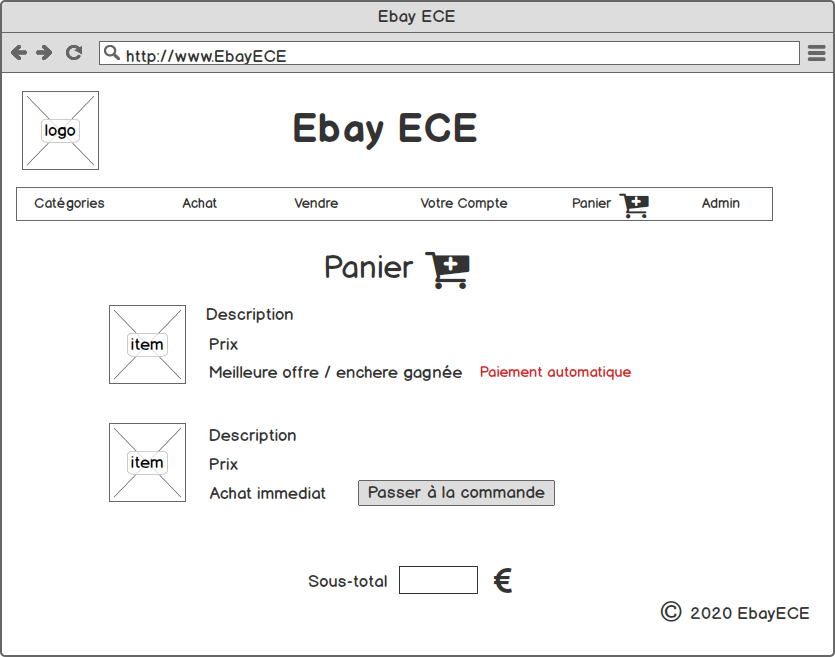 Ebay ECE
http://www.EbayECE
logo
Ebay ECE
Catégories Achat Vendre Votre Compte Panier Admin
Panier
item
Description
Prix
Meilleure offre / enchere gagnée Paiement automatique
item
Description
Prix
Achat immediat Passer à la commande
Sous-total €
© 2020 EbayECE